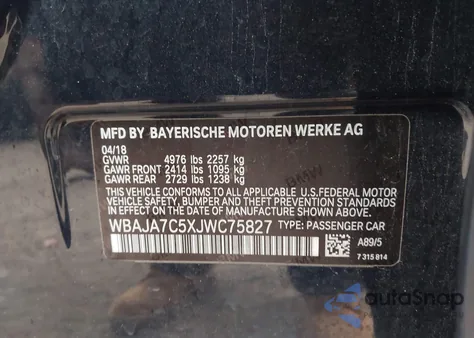 MFD BY BAYERISCHE MOTOREN WERKE AG
04/18
GVWR 4976 lbs 2257 kg
GAWR FRONT 2414 lbs 1095 kg
GAWR REAR 2729 lbs 1238 kg
THIS VEHICLE CONFORMS TO ALL APPLICABLE U.S.FEDERAL MOTOR
VEHICLE SAFETY, BUMPER AND THEFT PREVENTION STANDARDS IN
EFFECT ON THE DATE OF MANUFACTURE SHOWN ABOVE.
WBAJA7C5XJWC75827 TYPE: PASSENGER CAR
A89/5
7 315 814
autoSnap